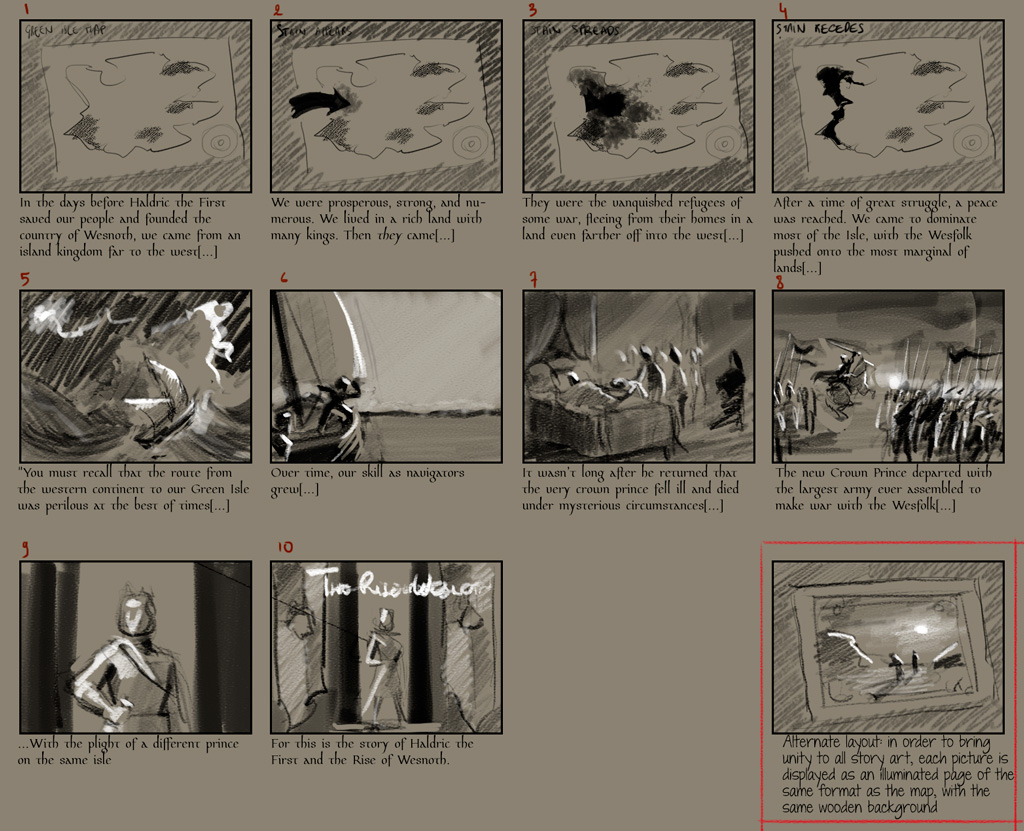 1
GREEN ISLE MAP
In the days before Haldric the First
saved our people and founded the
country of Wesnoth, we came from an
island kingdom far to the west[...]
2
STAIN APPEARS
We were prosperous, strong, and nu-
merous. We lived in a rich land with
many kings. Then they came[...]
3
STAIN SPREADS
They were the vanquished refugees of
some war, fleeing from their homes in a
land even farther off into the west[...]
4
STAIN RECEDES
After a time of great struggle, a peace
was reached. We came to dominate
most of the Isle, with the Wesfolk
pushed onto the most marginal of
lands[...]
5
"You must recall that the route from
the western continent to our Green Isle
was perilous at the best of times[...]
6
Over time, our skill as navigators
grew[...]
7
It wasn't long after he returned that
the very crown prince fell ill and died
under mysterious circumstances[...]
8
The new Crown Prince departed with
the largest army ever assembled to
make war with the Wesfolk[...]
9
...With the plight of a different prince
on the same isle
10
The Rise Wesnoth
For this is the story of Haldric the
First and the Rise of Wesnoth.
Alternate layout: in order to bring
unity to all story art, each picture is
displayed as an illuminated page of the
same format as the map, with the
same wooden background